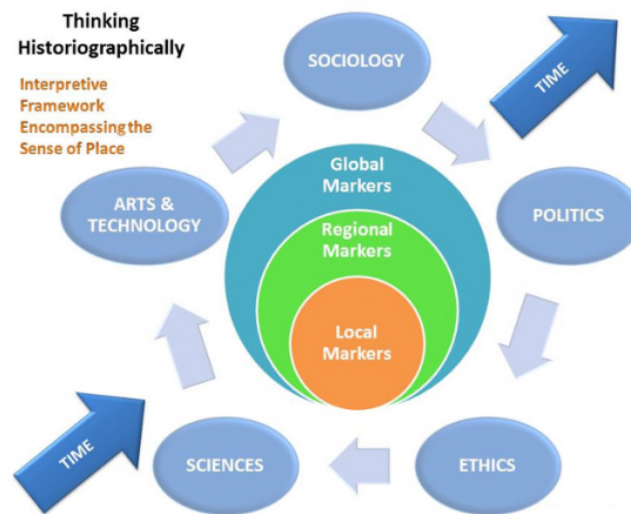 Thinking
Historiographically
Interpretive
Framework
Encompassing the
Sense of Place
SOCIOLOGY
TIME
Global
Markers
ARTS &
TECHNOLOGY
Regional
Markers
POLITICS
Local
Markers
TIME
SCIENCES
ETHICS